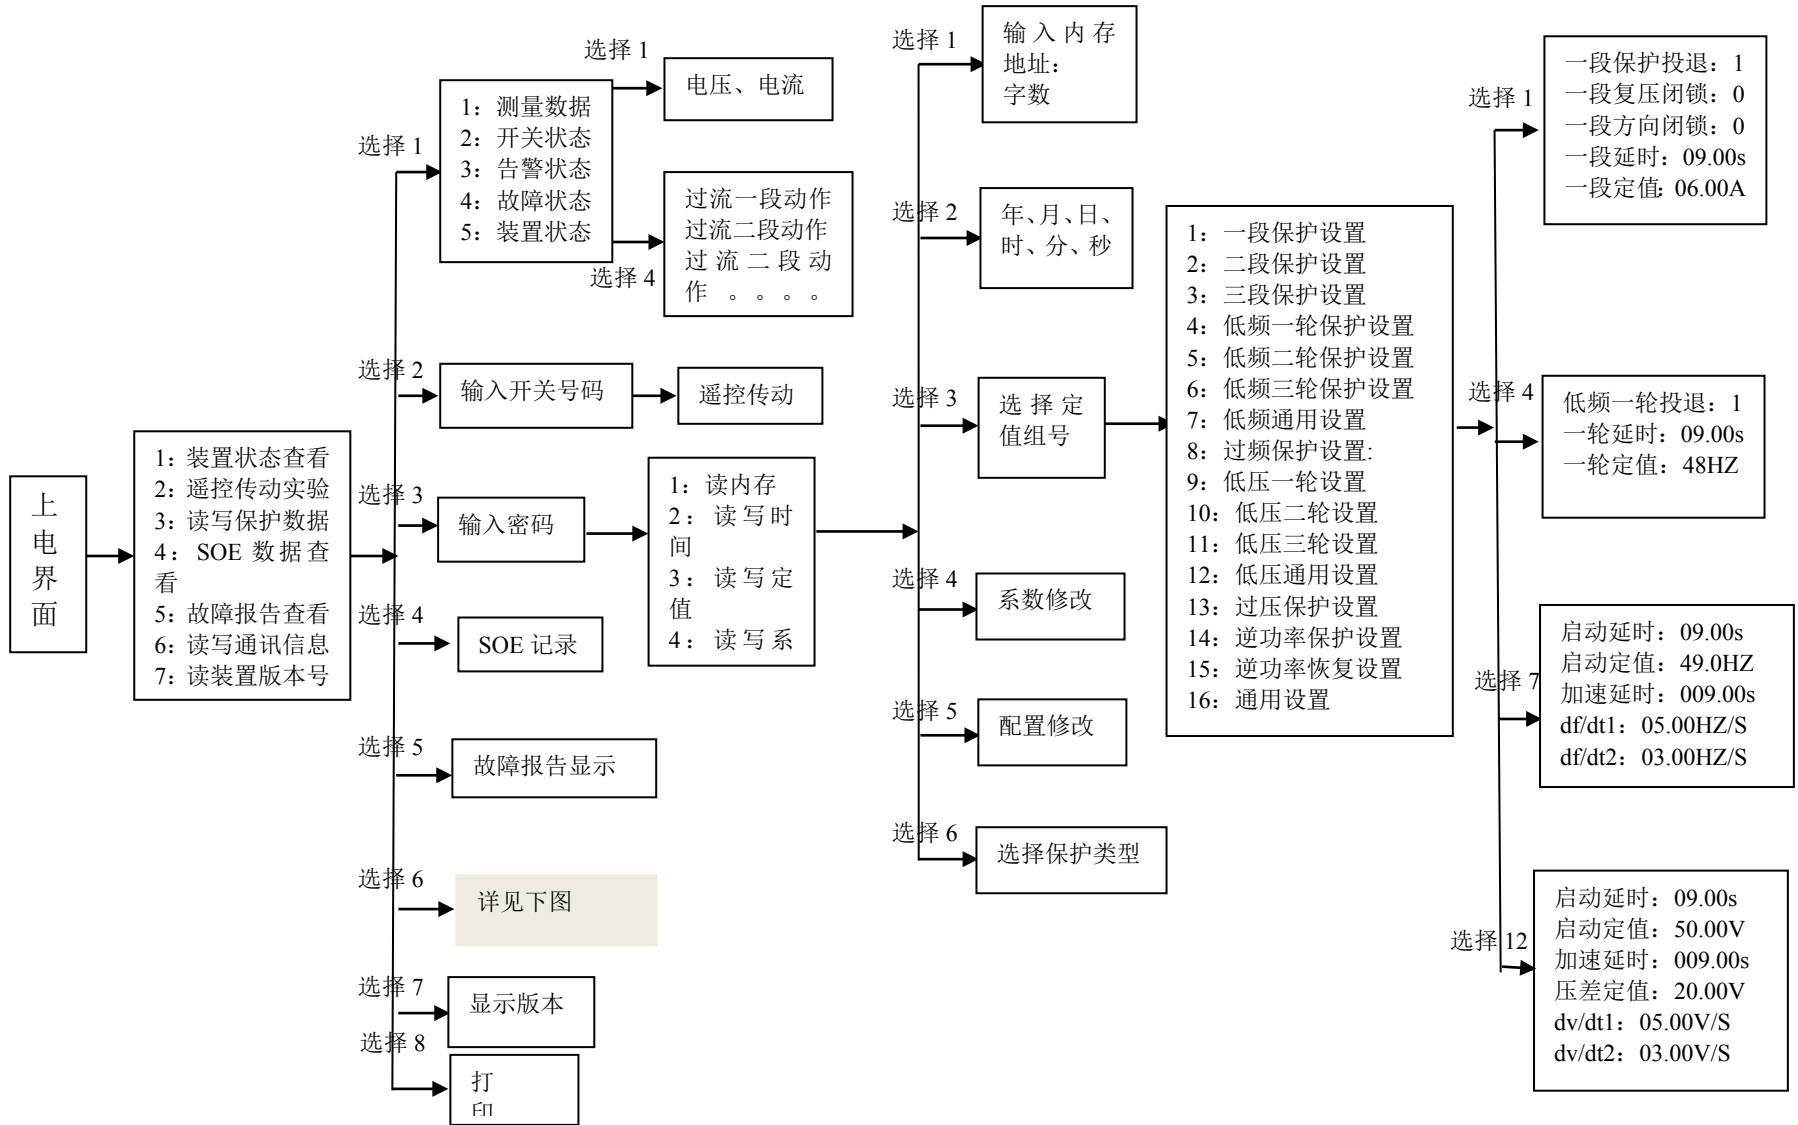 上
电
界
面
1：装置状态查看
2：遥控传动实验
3：读写保护数据
4：SOE 数据查
看
5：故障报告查看
6：读写通讯信息
7：读装置版本号
选择 1
1：测量数据
2：开关状态
3：告警状态
4：故障状态
5：装置状态
选择 1
电压、电流
选择 4
过流一段动作
过流二段动作
过流二段动
作 。。。。
选择 2
输入开关号码
遥控传动
选择 3
输入密码
1：读内存
2：读写时
间
3：读写定
值
4：读写系
选择 4
SOE 记录
选择 5
故障报告显示
选择 6
详见下图
选择 7
显示版本
选择 8
打
印
选择 1
输入内存
地址：
字数
选择 2
年、月、日、
时、分、秒
选择 3
选择定
值组号
选择 4
系数修改
选择 5
配置修改
选择 6
选择保护类型
1：一段保护设置
2：二段保护设置
3：三段保护设置
4：低频一轮保护设置
5：低频二轮保护设置
6：低频三轮保护设置
7：低频通用设置
8：过频保护设置:
9：低压一轮设置
10：低压二轮设置
11：低压三轮设置
12：低压通用设置
13：过压保护设置
14：逆功率保护设置
15：逆功率恢复设置
16：通用设置
选择 1
一段保护投退：1
一段复压闭锁：0
一段方向闭锁：0
一段延时：09.00s
一段定值：06.00A
选择 4
低频一轮投退：1
一轮延时：09.00s
一轮定值：48HZ
选择 7
启动延时：09.00s
启动定值：49.0HZ
加速延时：009.00s
df/dt1：05.00HZ/S
df/dt2：03.00HZ/S
选择 12
启动延时：09.00s
启动定值：50.00V
加速延时：009.00s
压差定值：20.00V
dv/dt1：05.00V/S
dv/dt2：03.00V/S